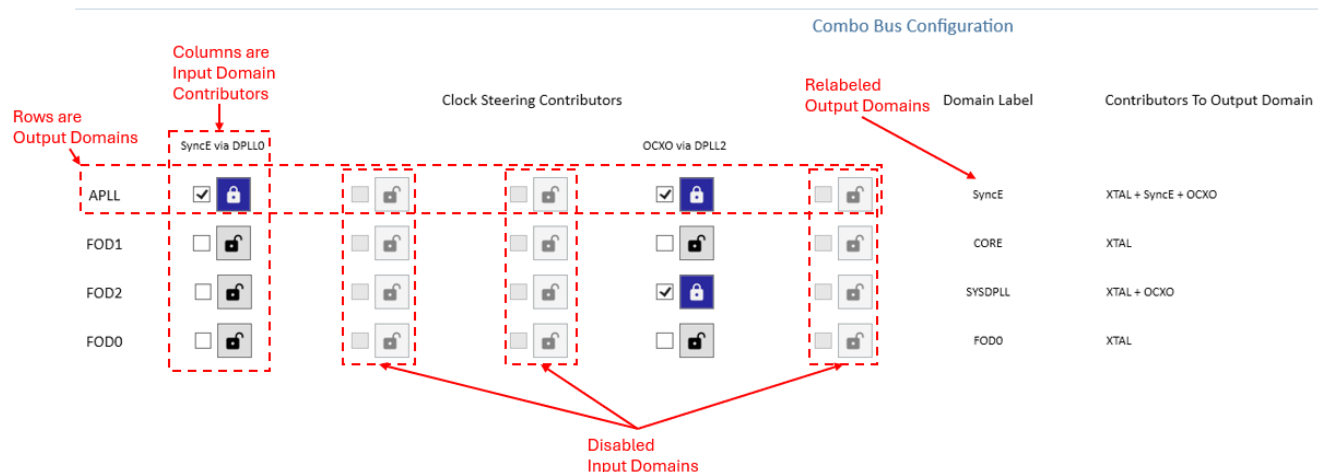 Combo Bus Configuration
Columns are
Input Domain
Contributors
Rows are
Output Domains
Clock Steering Contributors
Relabeled
Output Domains
Domain Label
Contributors To Output Domain
SyncE via DPLL0
OCXO via DPLL2
APLL
SyncE
XTAL + SyncE + OCXO
FOD1
CORE
XTAL
FOD2
SYSDPLL
XTAL + OCXO
FOD0
FOD0
XTAL
Disabled
Input Domains